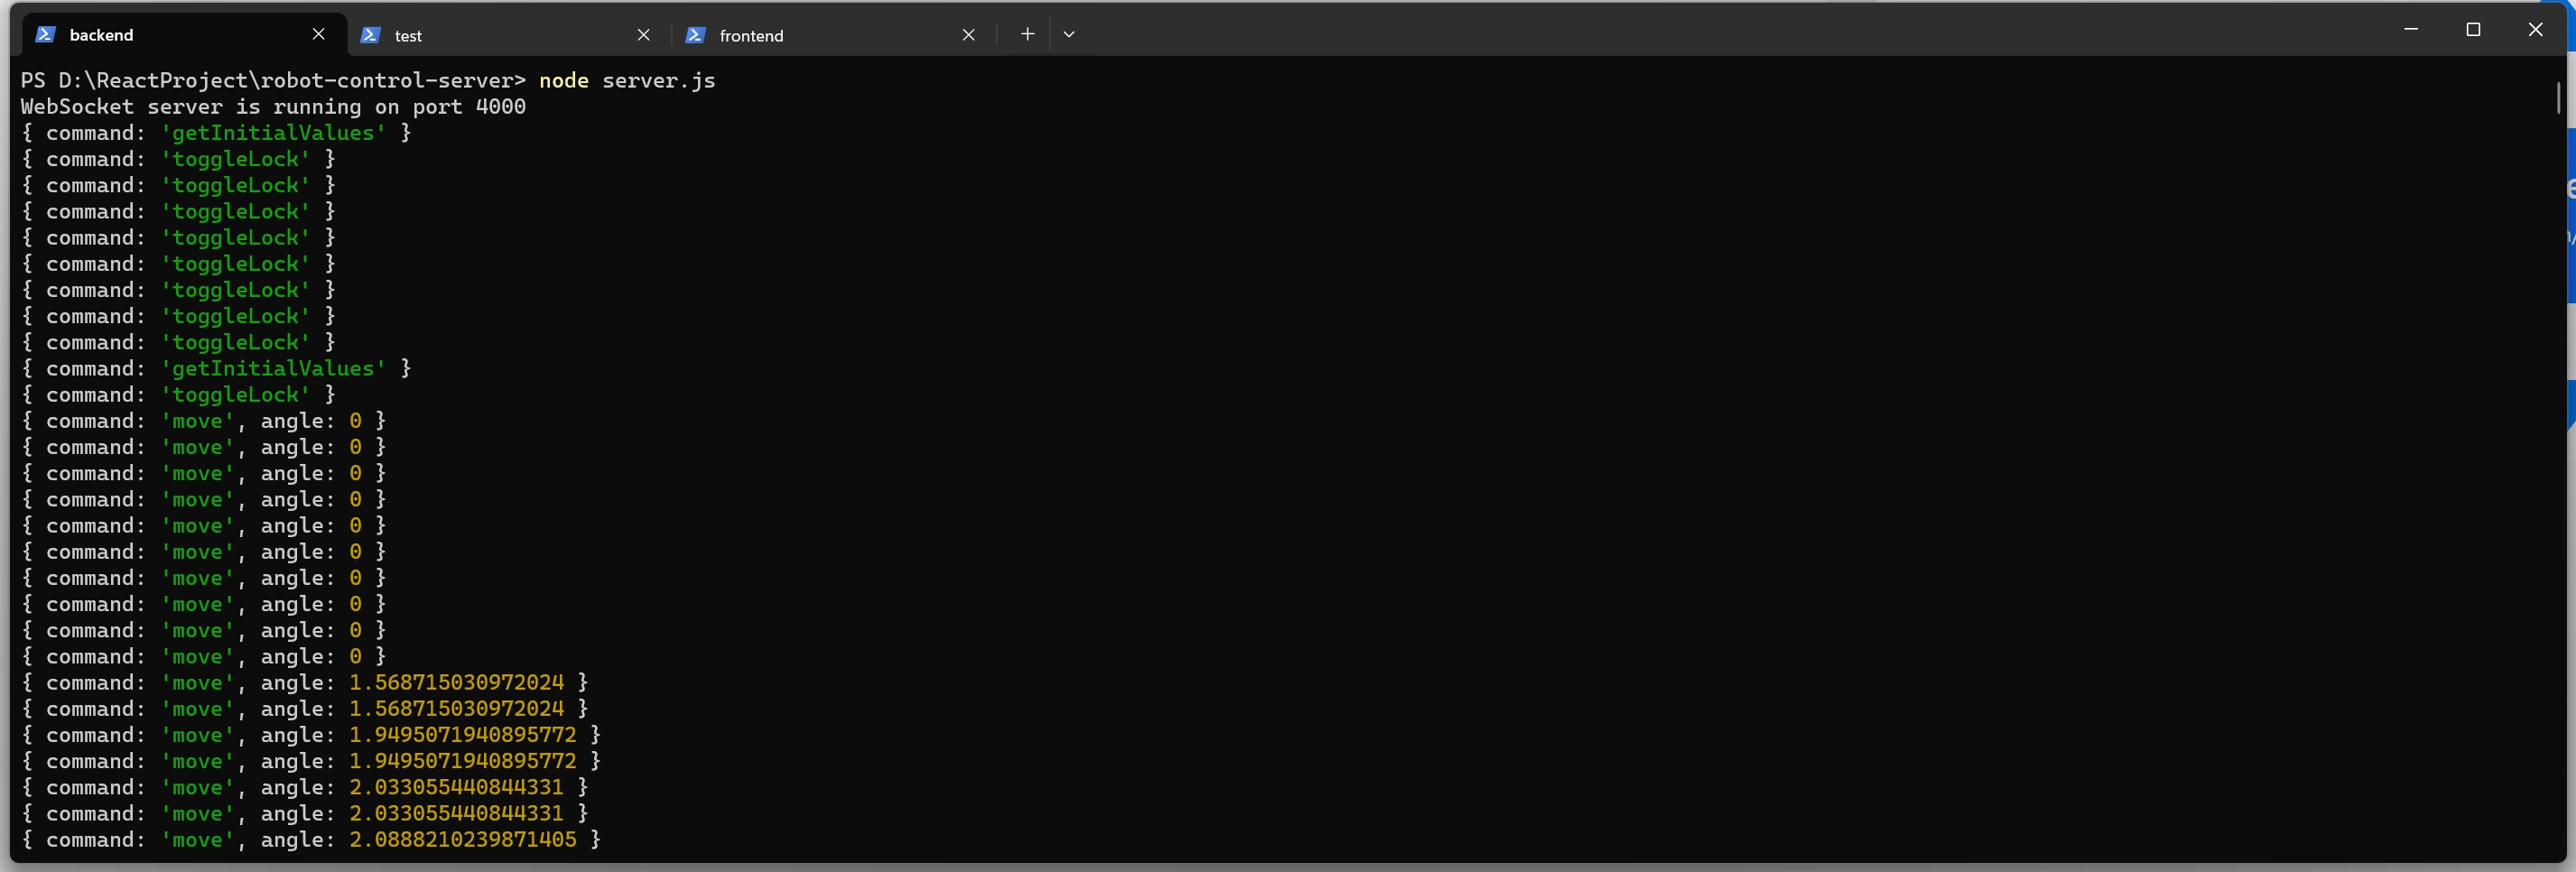 backend test frontend
PS D:\ReactProject\robot-control-server> node server.js
WebSocket server is running on port 4000
{ command: 'getInitialValues' }
{ command: 'toggleLock' }
{ command: 'toggleLock' }
{ command: 'toggleLock' }
{ command: 'toggleLock' }
{ command: 'toggleLock' }
{ command: 'toggleLock' }
{ command: 'toggleLock' }
{ command: 'toggleLock' }
{ command: 'getInitialValues' }
{ command: 'toggleLock' }
{ command: 'move', angle: 0 }
{ command: 'move', angle: 0 }
{ command: 'move', angle: 0 }
{ command: 'move', angle: 0 }
{ command: 'move', angle: 0 }
{ command: 'move', angle: 0 }
{ command: 'move', angle: 0 }
{ command: 'move', angle: 0 }
{ command: 'move', angle: 0 }
{ command: 'move', angle: 0 }
{ command: 'move', angle: 1.568715030972024 }
{ command: 'move', angle: 1.568715030972024 }
{ command: 'move', angle: 1.9495071940895772 }
{ command: 'move', angle: 1.9495071940895772 }
{ command: 'move', angle: 2.033055440844331 }
{ command: 'move', angle: 2.033055440844331 }
{ command: 'move', angle: 2.0888210239871405 }